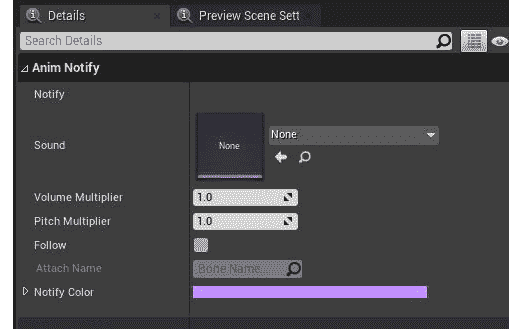 Details
Preview Scene Sett
Search Details
Anim Notify
Notify
Sound
None
None
Volume Multiplier
1.0
Pitch Multiplier
1.0
Follow
Attach Name
Bone Name...
Notify Color